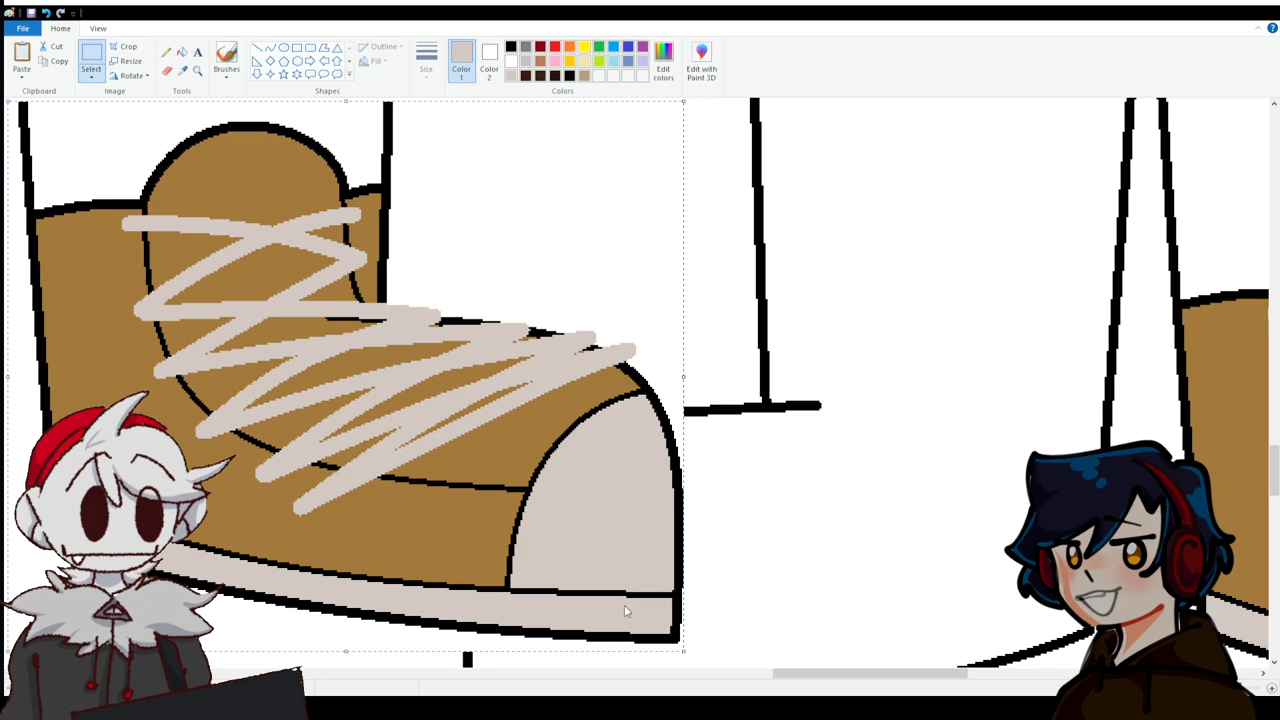 File Home View
Paste Cut Copy Clipboard
Select Crop Resize Rotate Image
Tools
Brushes
Shapes Outline Fill
Size
Color 1
Color 2
Edit colors
Colors
Edit with Paint 3D